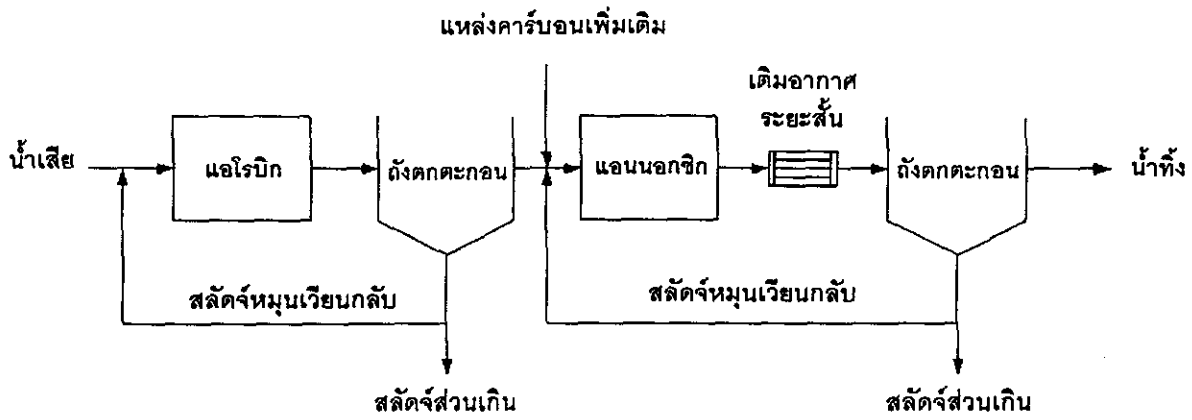 แหล่งคาร์บอนเพิ่มเติม
เติมอากาศ
ระยะสั้น
น้ำเสีย
แอโรบิก
ถังตกตะกอน
แอนนอกซิก
ถังตกตะกอน
น้ำทิ้ง
สลัดจ์หมุนเวียนกลับ
สลัดจ์หมุนเวียนกลับ
สลัดจ์ส่วนเกิน
สลัดจ์ส่วนเกิน